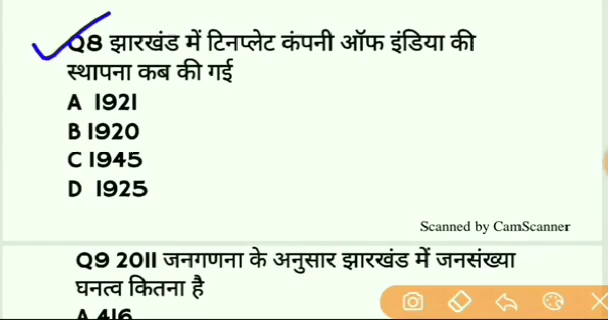 Q8 झारखंड में टिनप्लेट कंपनी ऑफ इंडिया की
स्थापना कब की गई
A 1921
B 1920
C 1945
D 1925
Scanned by CamScanner
Q9 2011 जनगणना के अनुसार झारखंड में जनसंख्या
घनत्व कितना है
A 416